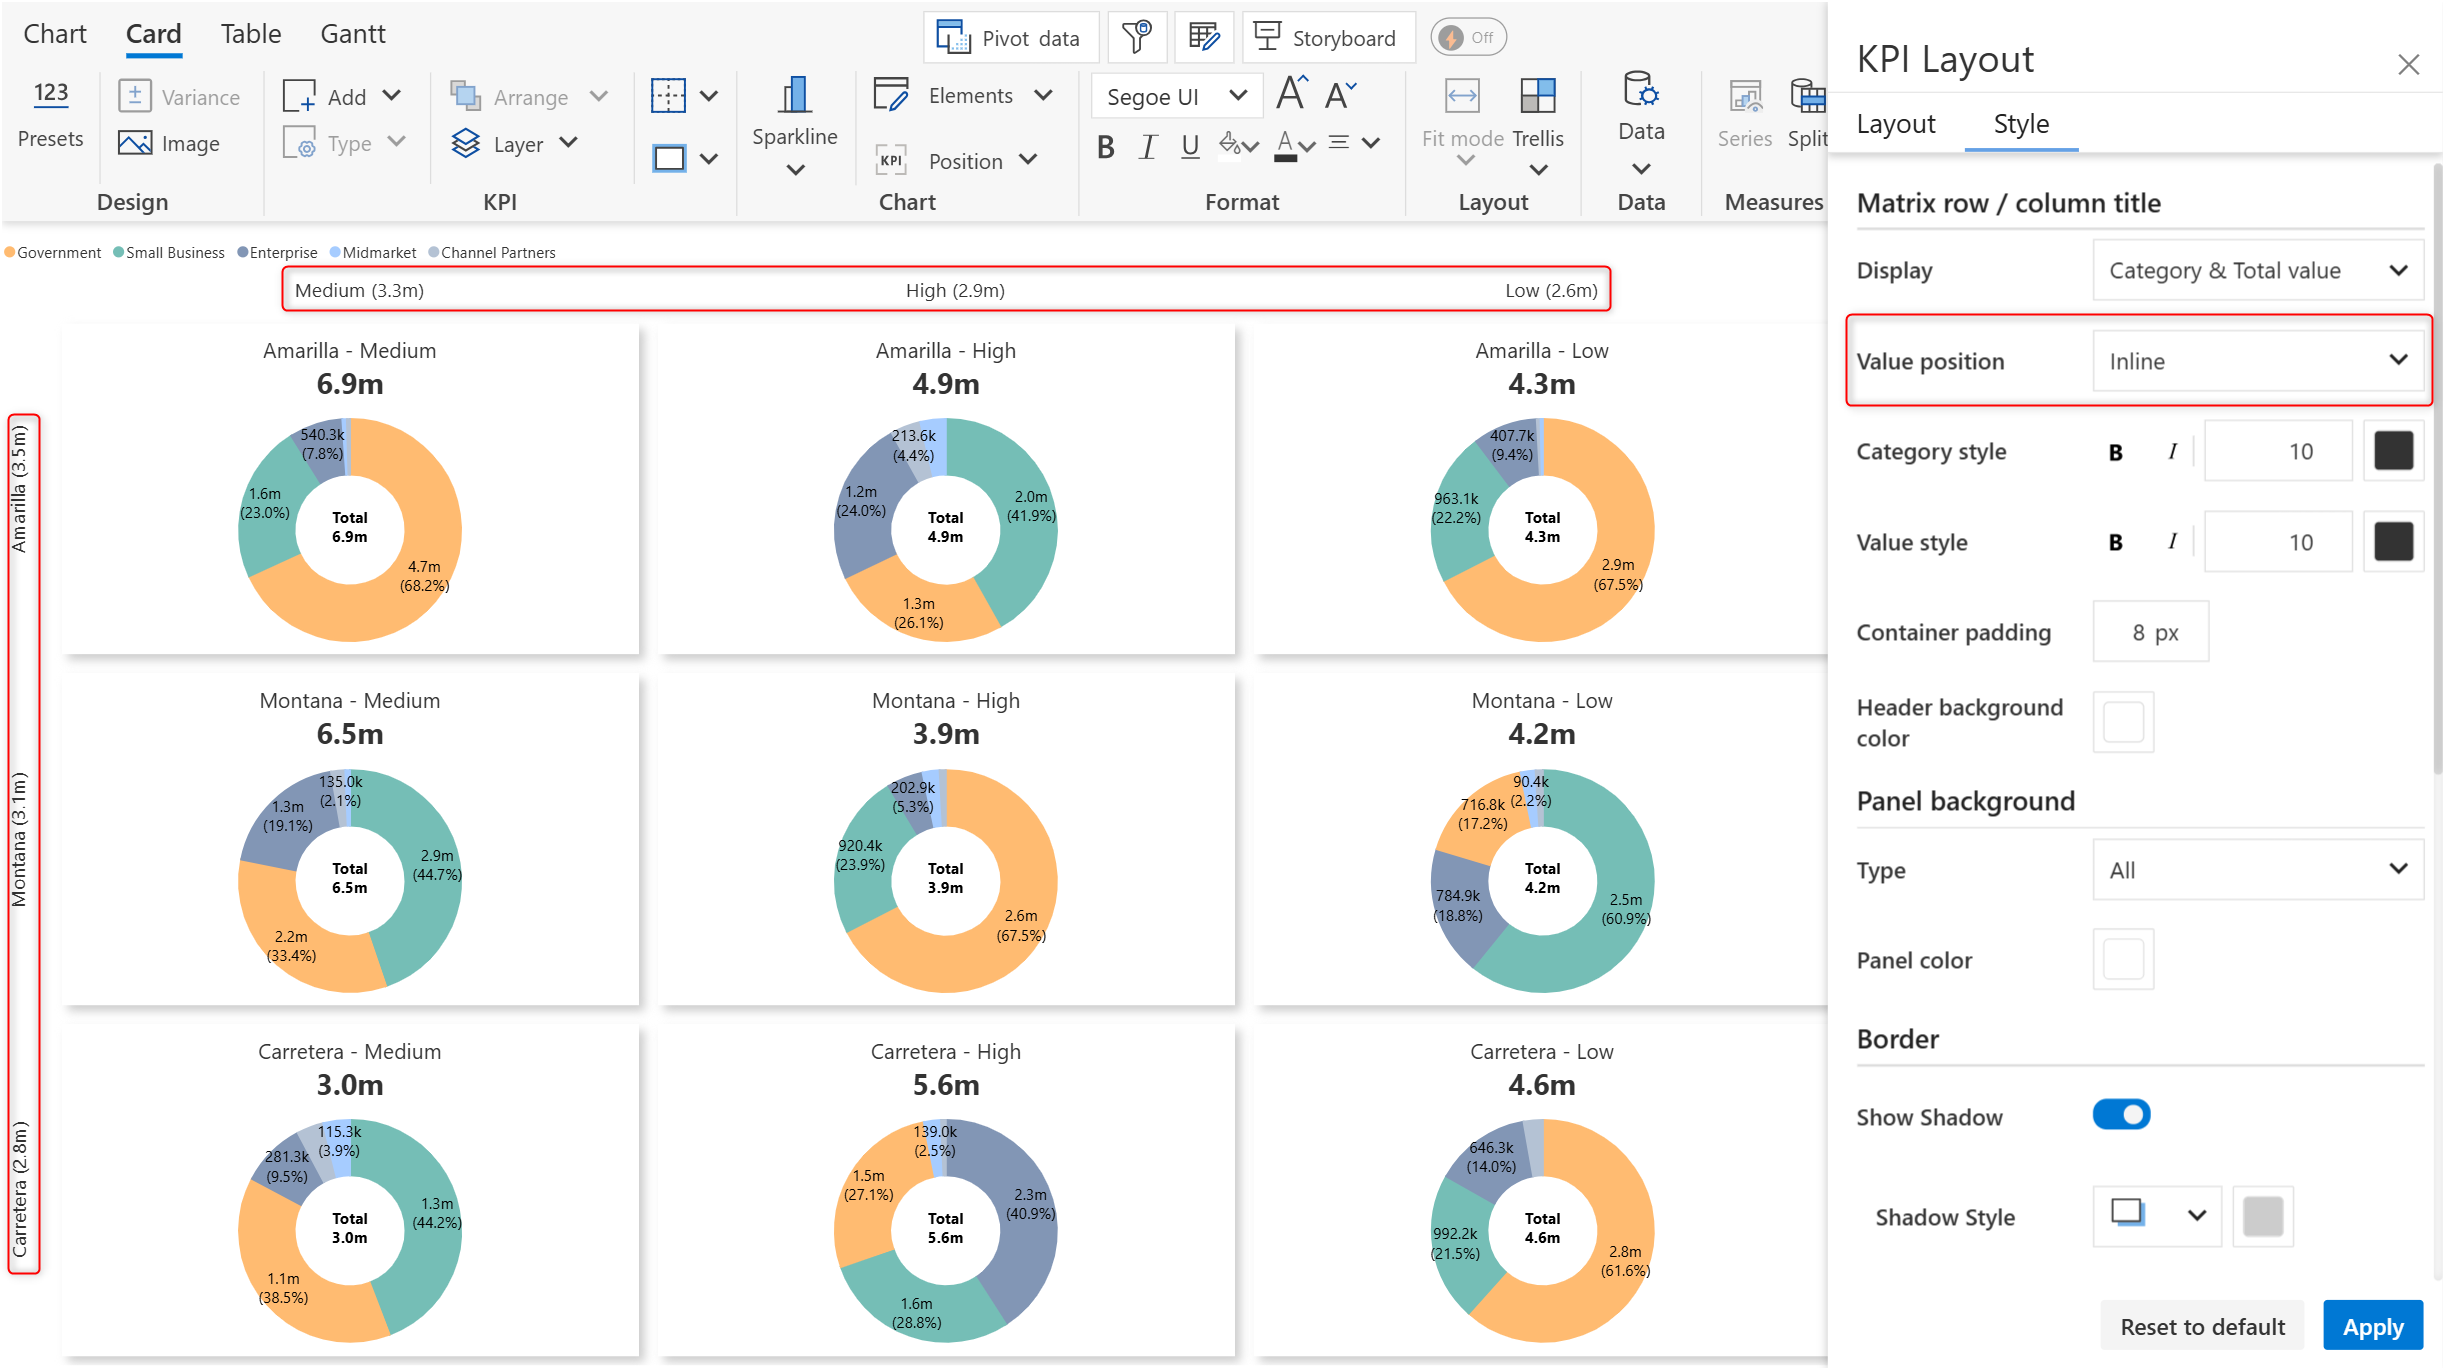 Chart Card Table Gantt
Pivot data Storyboard Off
123 Presets
Variance
Image
Design
Add
Type
Arrange
Layer
KPI
Sparkline
Elements
KPI Position
Chart
Segoe UI A A
B I U A
Format
Fit mode Trellis
Layout
Data
Data
Series Split
Measures
Government Small Business Enterprise Midmarket Channel Partners
Medium (3.3m) High (2.9m) Low (2.6m)
Amarilla (3.5m)
Amarilla - Medium
6.9m
540.3k
(7.8%)
1.6m
(23.0%)
Total
6.9m
4.7m
(68.2%)
Amarilla - High
4.9m
213.6k
(4.4%)
1.2m
(24.0%)
2.0m
(41.9%)
Total
4.9m
1.3m
(26.1%)
Amarilla - Low
4.3m
407.7k
(9.4%)
963.1k
(22.2%)
Total
4.3m
2.9m
(67.5%)
Montana (3.1m)
Montana - Medium
6.5m
135.0k
(2.1%)
1.3m
(19.1%)
2.9m
(44.7%)
Total
6.5m
2.2m
(33.4%)
Montana - High
3.9m
202.9k
(5.3%)
920.4k
(23.9%)
Total
3.9m
2.6m
(67.5%)
Montana - Low
4.2m
90.4k
(2.2%)
716.8k
(17.2%)
Total
4.2m
784.9k
(18.8%)
2.5m
(60.9%)
Carretera (2.8m)
Carretera - Medium
3.0m
115.3k
(3.9%)
281.3k
(9.5%)
1.3m
(44.2%)
Total
3.0m
1.1m
(38.5%)
Carretera - High
5.6m
139.0k
(2.5%)
1.5m
(27.1%)
2.3m
(40.9%)
Total
5.6m
1.6m
(28.8%)
Carretera - Low
4.6m
646.3k
(14.0%)
992.2k
(21.5%)
Total
4.6m
2.8m
(61.6%)
KPI Layout
Layout Style
Matrix row / column title
Display Category & Total value
Value position Inline
Category style B I 10
Value style B I 10
Container padding 8 px
Header background
color
Panel background
Type All
Panel color
Border
Show Shadow
Shadow Style
Reset to default Apply